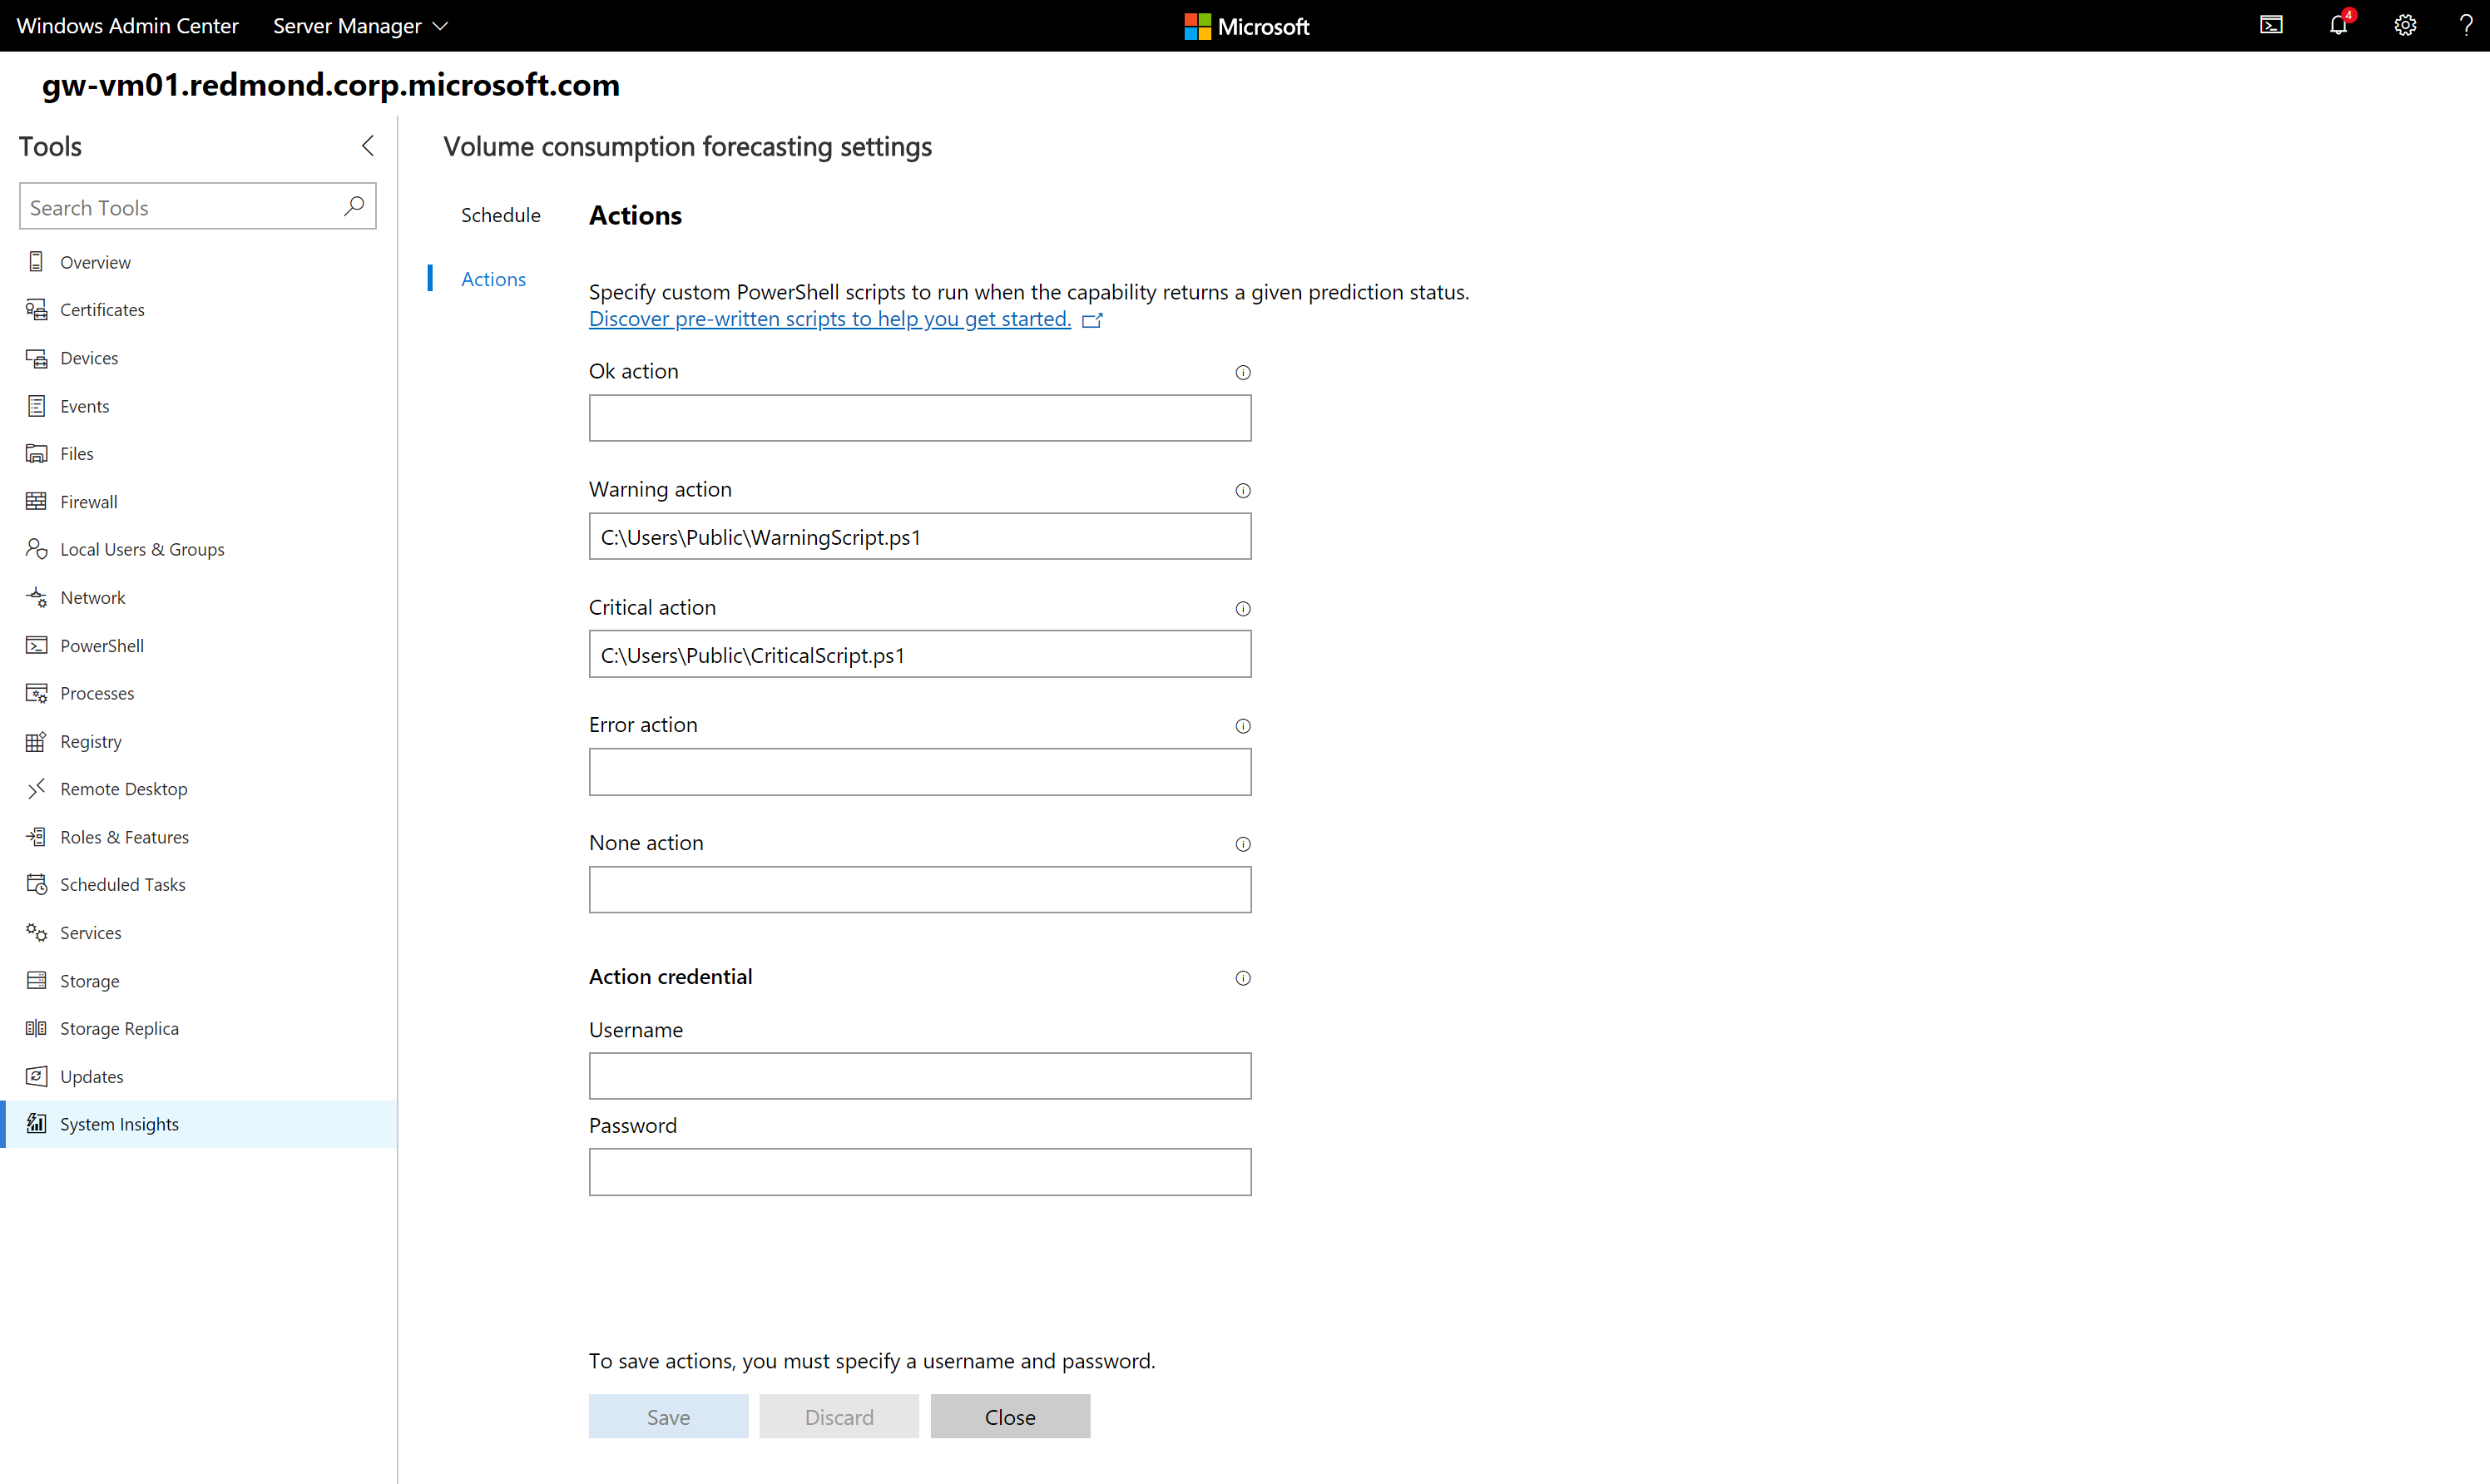 Windows Admin Center Server Manager
Microsoft
4
?
gw-vm01.redmond.corp.microsoft.com
Tools
Search Tools
Overview
Certificates
Devices
Events
Files
Firewall
Local Users & Groups
Network
PowerShell
Processes
Registry
Remote Desktop
Roles & Features
Scheduled Tasks
Services
Storage
Storage Replica
Updates
System Insights
Volume consumption forecasting settings
Schedule
Actions
Actions
Specify custom PowerShell scripts to run when the capability returns a given prediction status.
Discover pre-written scripts to help you get started.
Ok action
Warning action
C:\Users\Public\WarningScript.ps1
Critical action
C:\Users\Public\CriticalScript.ps1
Error action
None action
Action credential
Username
Password
To save actions, you must specify a username and password.
Save Discard Close